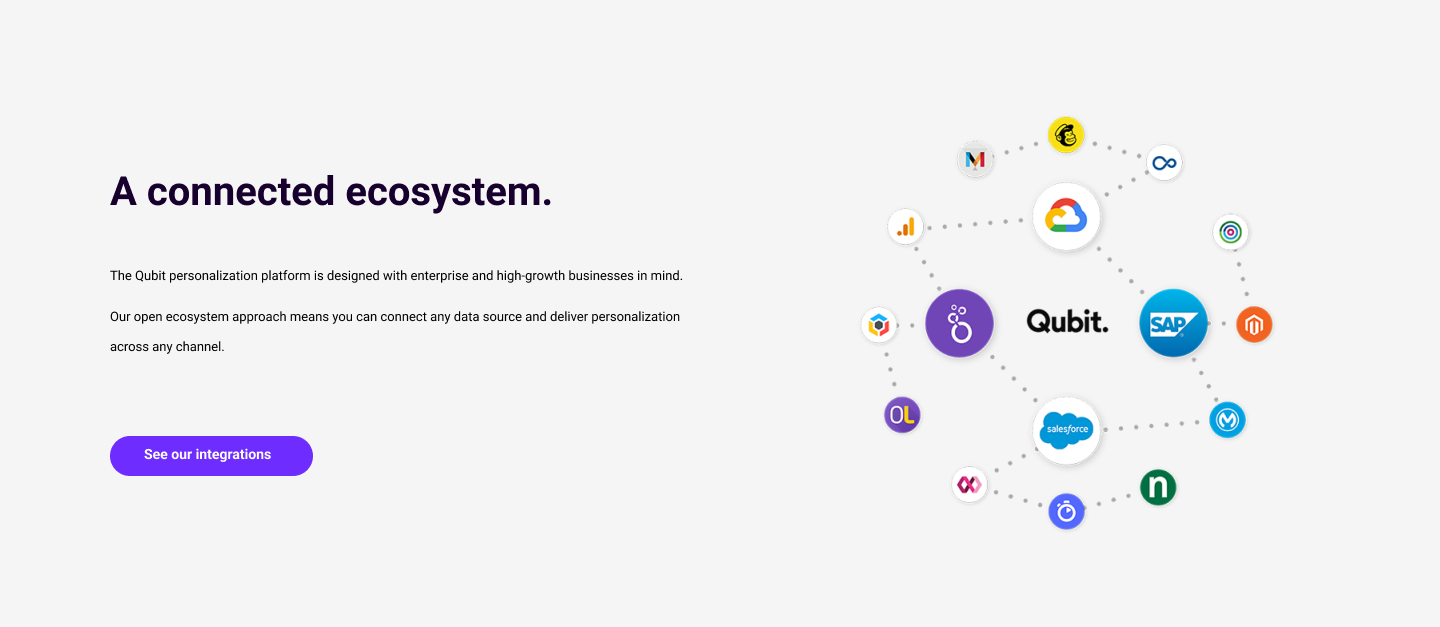 A connected ecosystem.
The Qubit personalization platform is designed with enterprise and high-growth businesses in mind.
Our open ecosystem approach means you can connect any data source and deliver personalization
across any channel.
See our integrations
Qubit.
SAP
salesforce
OL
n